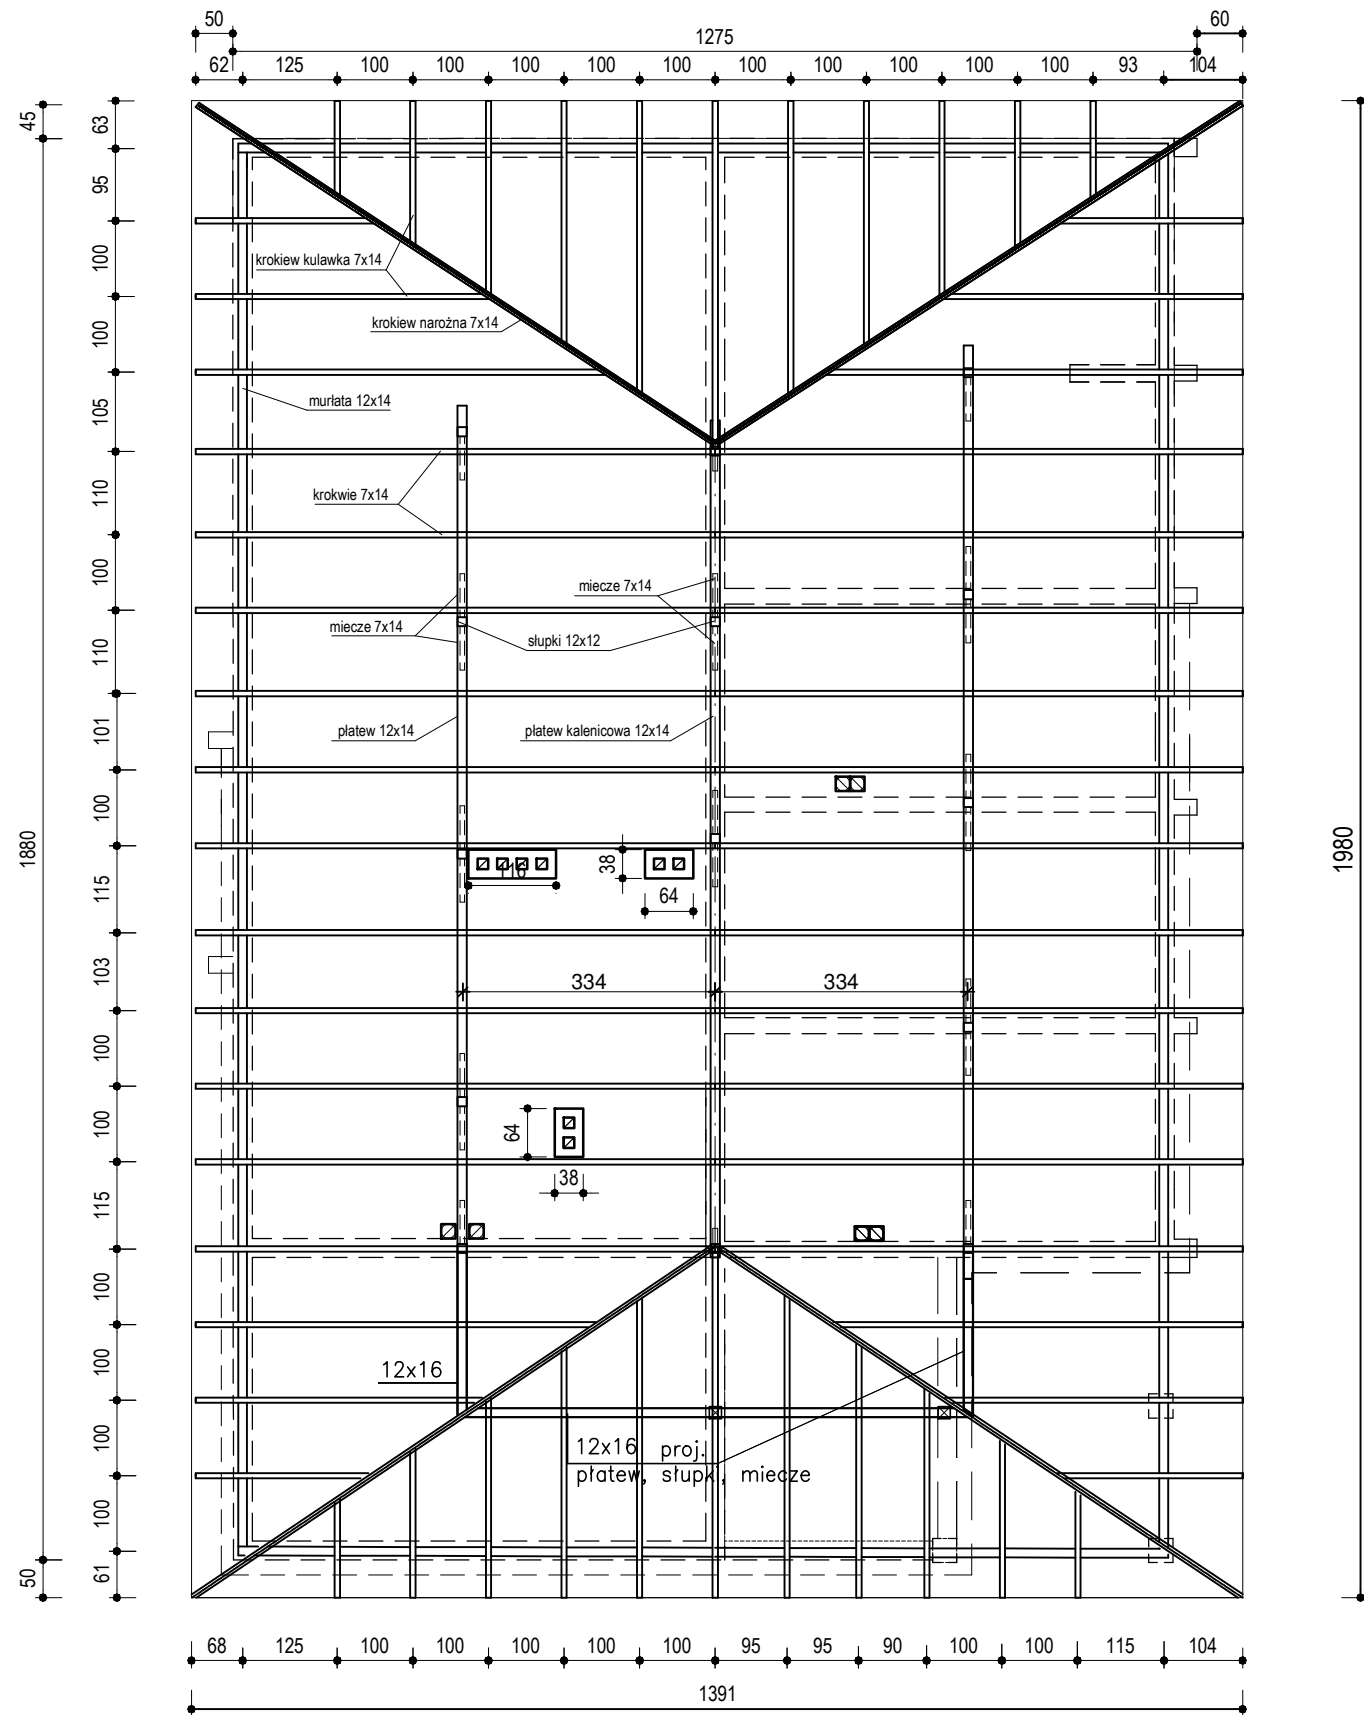 50
1275
60
62 125 100 100 100 100 100 100 100 100 100 100 93 104
45
63
95
100
krokiew kulawka 7x14
krokiew narożna 7x14
100
murłata 12x14
105
krokwie 7x14
110
100
miecze 7x14
miecze 7x14
słupki 12x12
110
płatew 12x14
płatew kalenicowa 12x14
101
100
1880
1980
116
38
64
115
103
334
334
100
64
38
100
115
100
100
12x16
100
12x16 proj.
płatew, słupki, miecze
100
50
61
68 125 100 100 100 100 100 95 95 90 100 100 115 104
1391